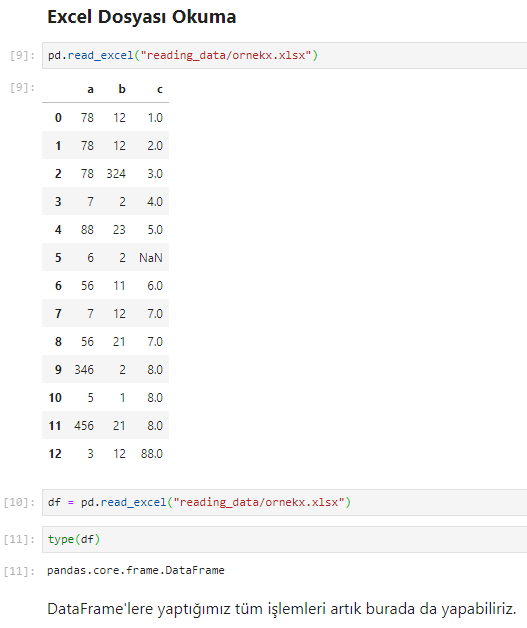 Excel Dosyası Okuma
[9]: pd.read_excel("reading_data/ornekx.xlsx")
[9]: a b c
0 78 12 1.0
1 78 12 2.0
2 78 324 3.0
3 7 2 4.0
4 88 23 5.0
5 6 2 NaN
6 56 11 6.0
7 7 12 7.0
8 56 21 7.0
9 346 2 8.0
10 5 1 8.0
11 456 21 8.0
12 3 12 88.0
[10]: df = pd.read_excel("reading_data/ornekx.xlsx")
[11]: type(df)
[11]: pandas.core.frame.DataFrame
DataFrame'lere yaptığımız tüm işlemleri artık burada da yapabiliriz.